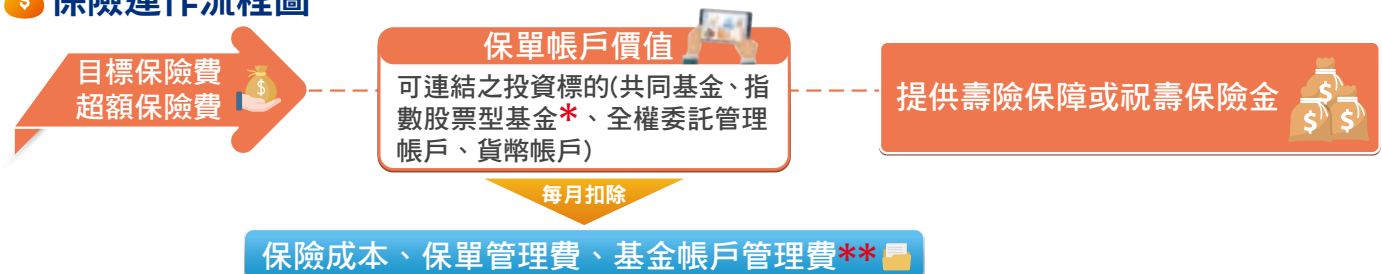 保險運作流程圖
目標保險費
超額保險費
保單帳戶價值
可連結之投資標的(共同基金、指
數股票型基金*、全權委託管理
帳戶、貨幣帳戶)
提供壽險保障或祝壽保險金
每月扣除
保險成本、保單管理費、基金帳戶管理費**